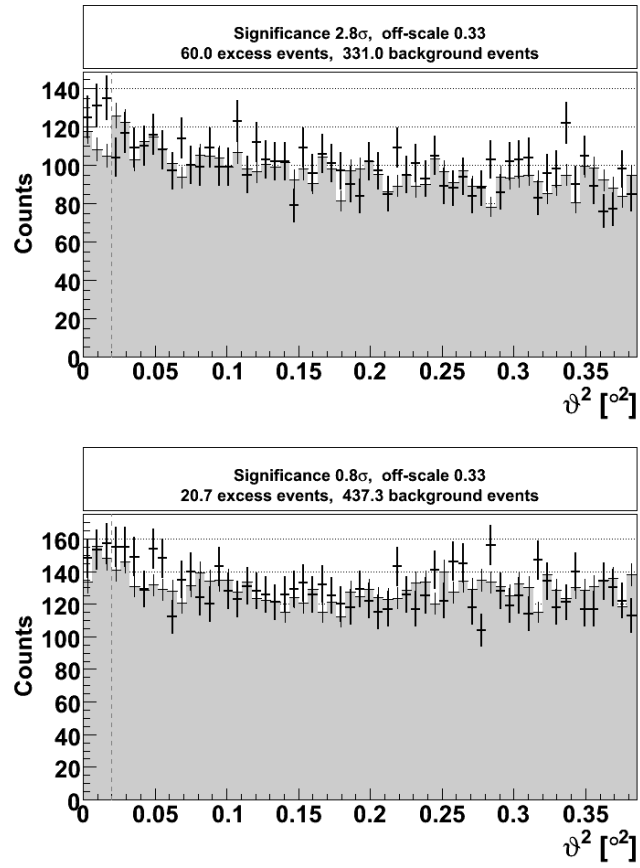 Significance 2.8σ, off-scale 0.33
60.0 excess events, 331.0 background events
140
120
100
80
60
40
20
0
Counts
0 0.05 0.1 0.15 0.2 0.25 0.3 0.35
ϑ² [°²]
Significance 0.8σ, off-scale 0.33
20.7 excess events, 437.3 background events
160
140
120
100
80
60
40
20
0
Counts
0 0.05 0.1 0.15 0.2 0.25 0.3 0.35
ϑ² [°²]